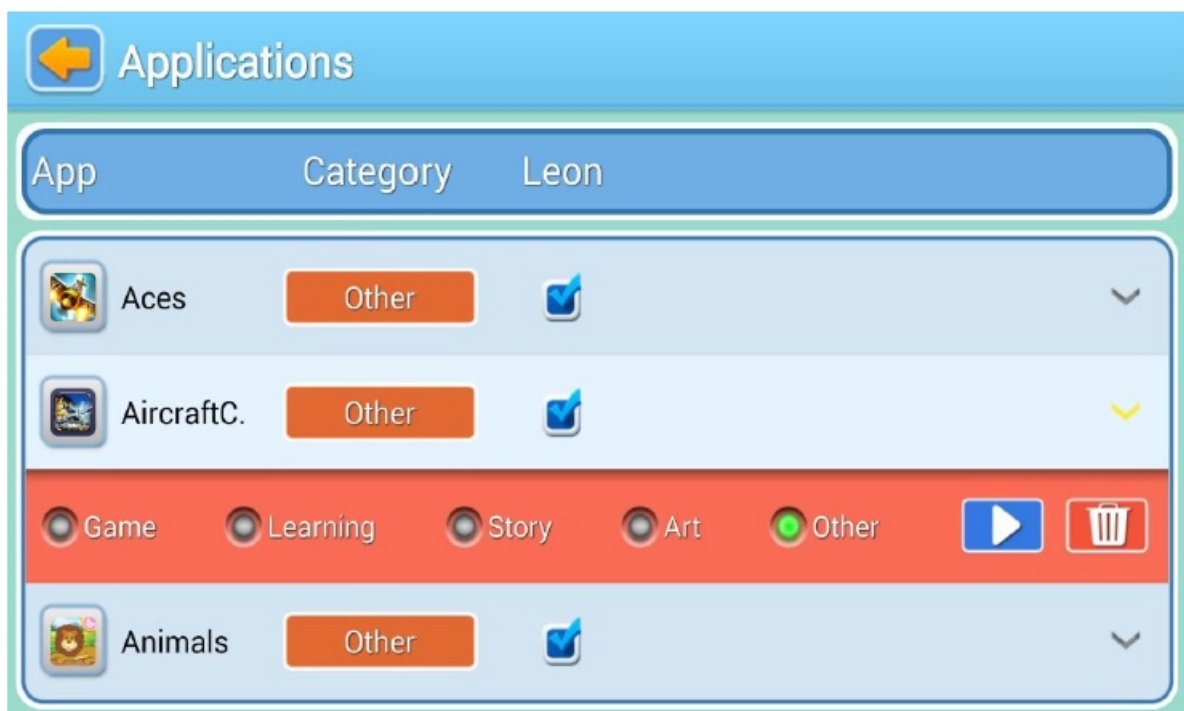 Applications
App Category Leon
Aces Other
AircraftC. Other
Game Learning Story Art Other
Animals Other